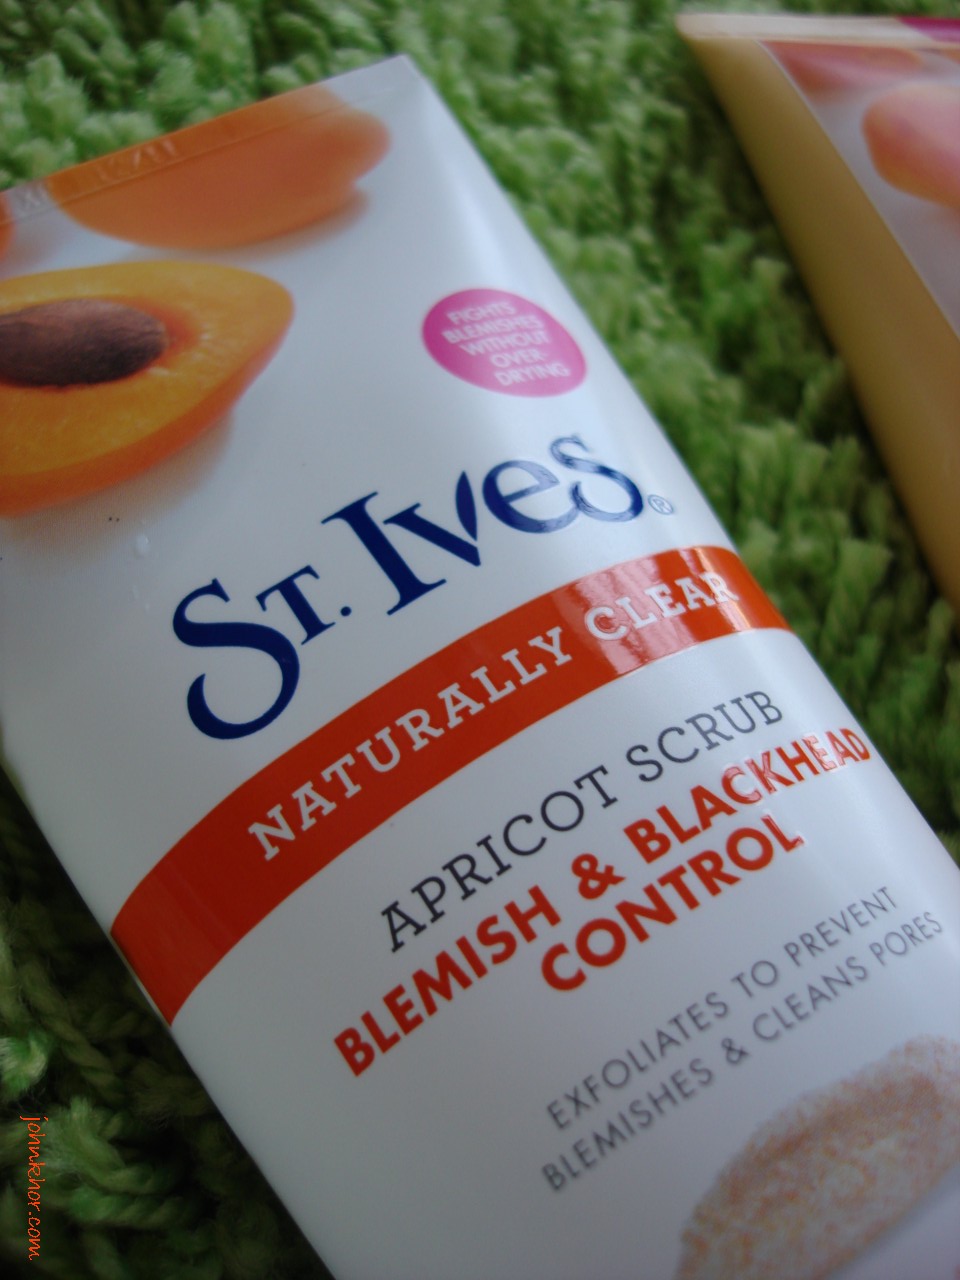 FIGHTS
BLEMISHES
WITHOUT
OVER-
DRYING
ST. IVES®
NATURALLY CLEAR
APRICOT SCRUB
BLEMISH & BLACKHEAD
CONTROL
EXFOLIATES TO PREVENT
BLEMISHES & CLEANS PORES
johnkhor.com